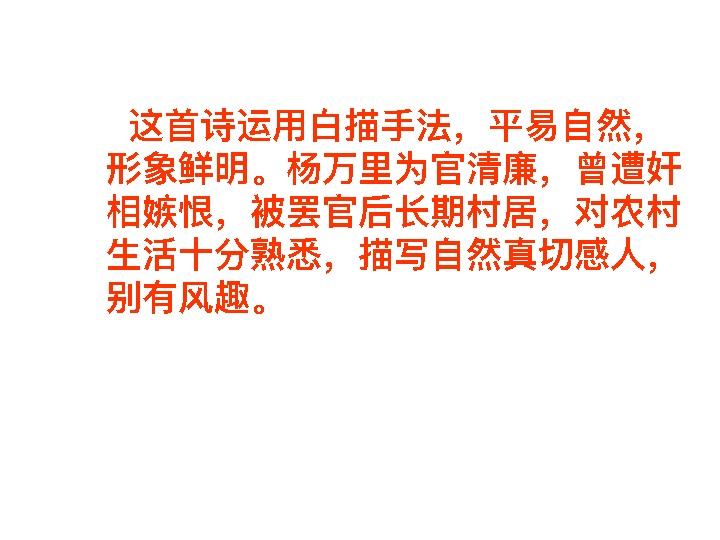 这首诗运用白描手法，平易自然，
形象鲜明。杨万里为官清廉，曾遭奸
相嫉恨，被罢官后长期村居，对农村
生活十分熟悉，描写自然真切感人，
别有风趣。